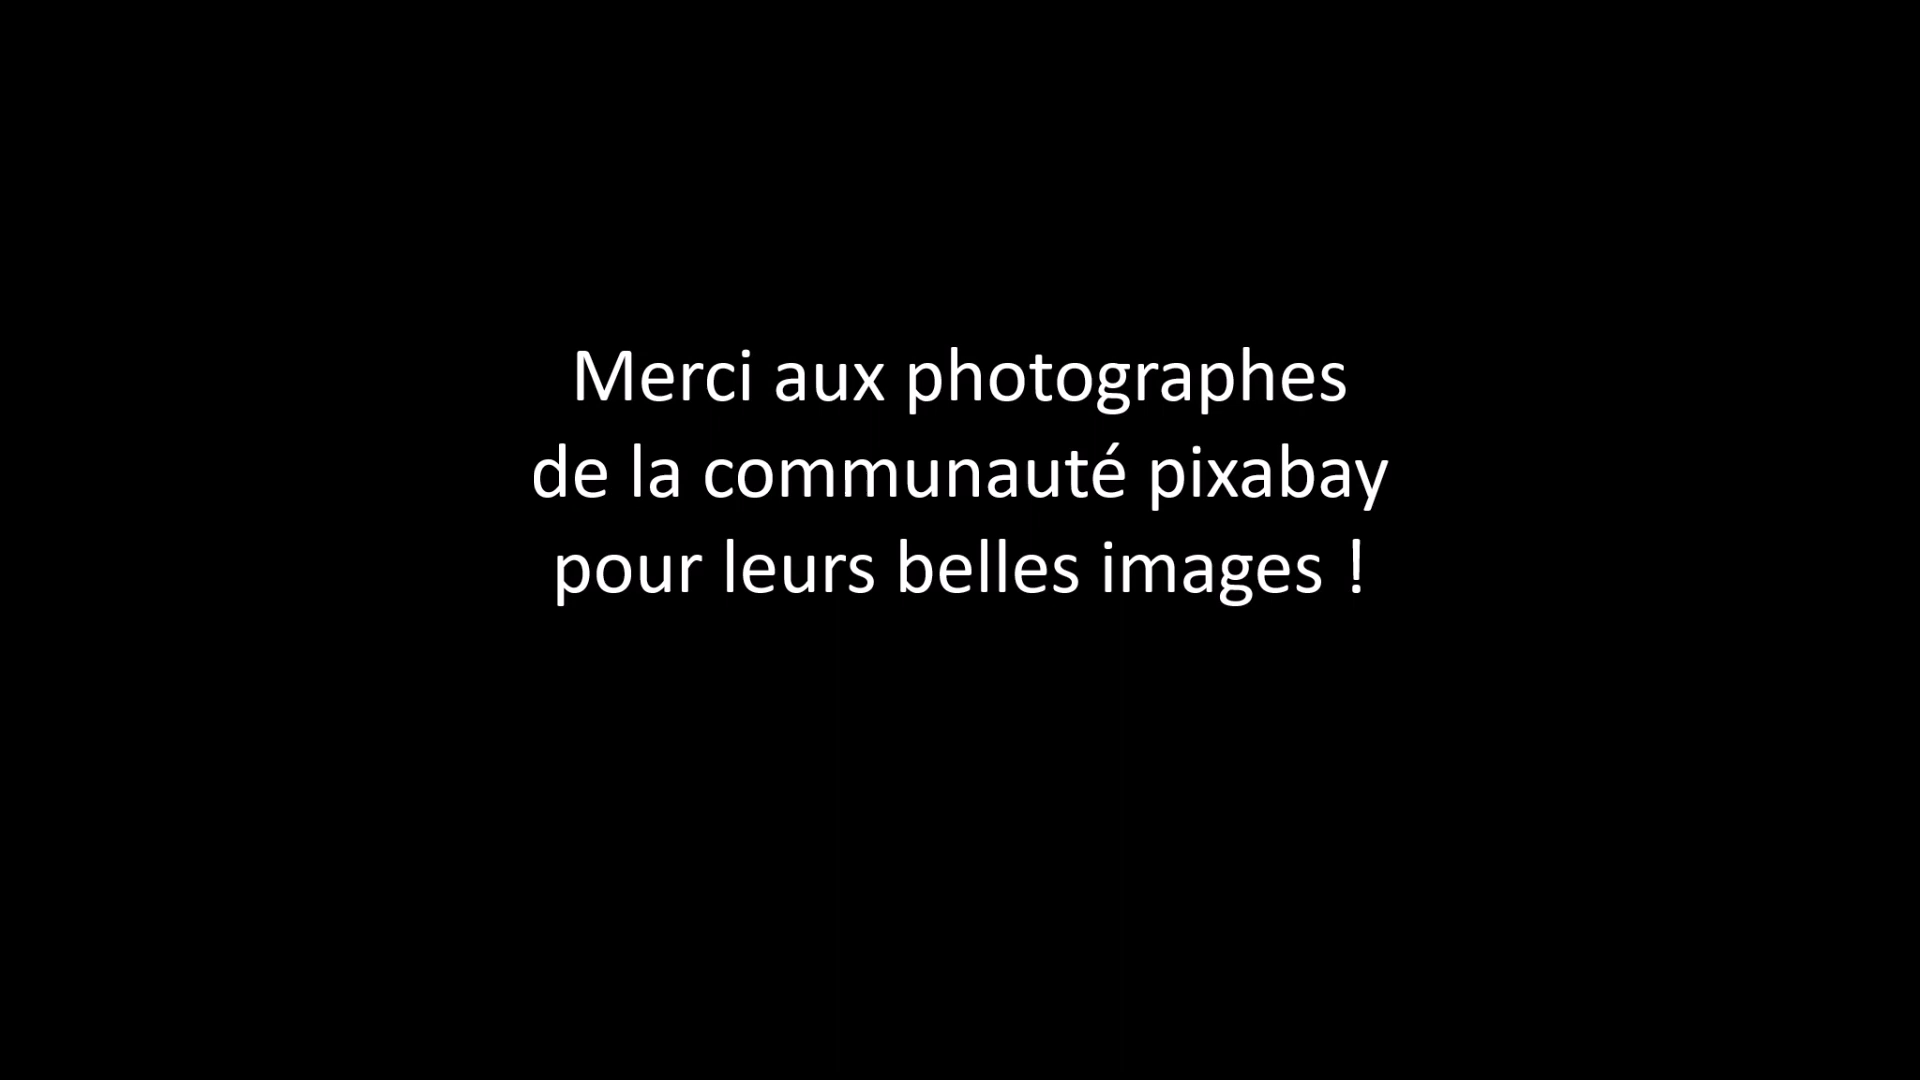 Merci aux photographes
de la communauté pixabay
pour leurs belles images !